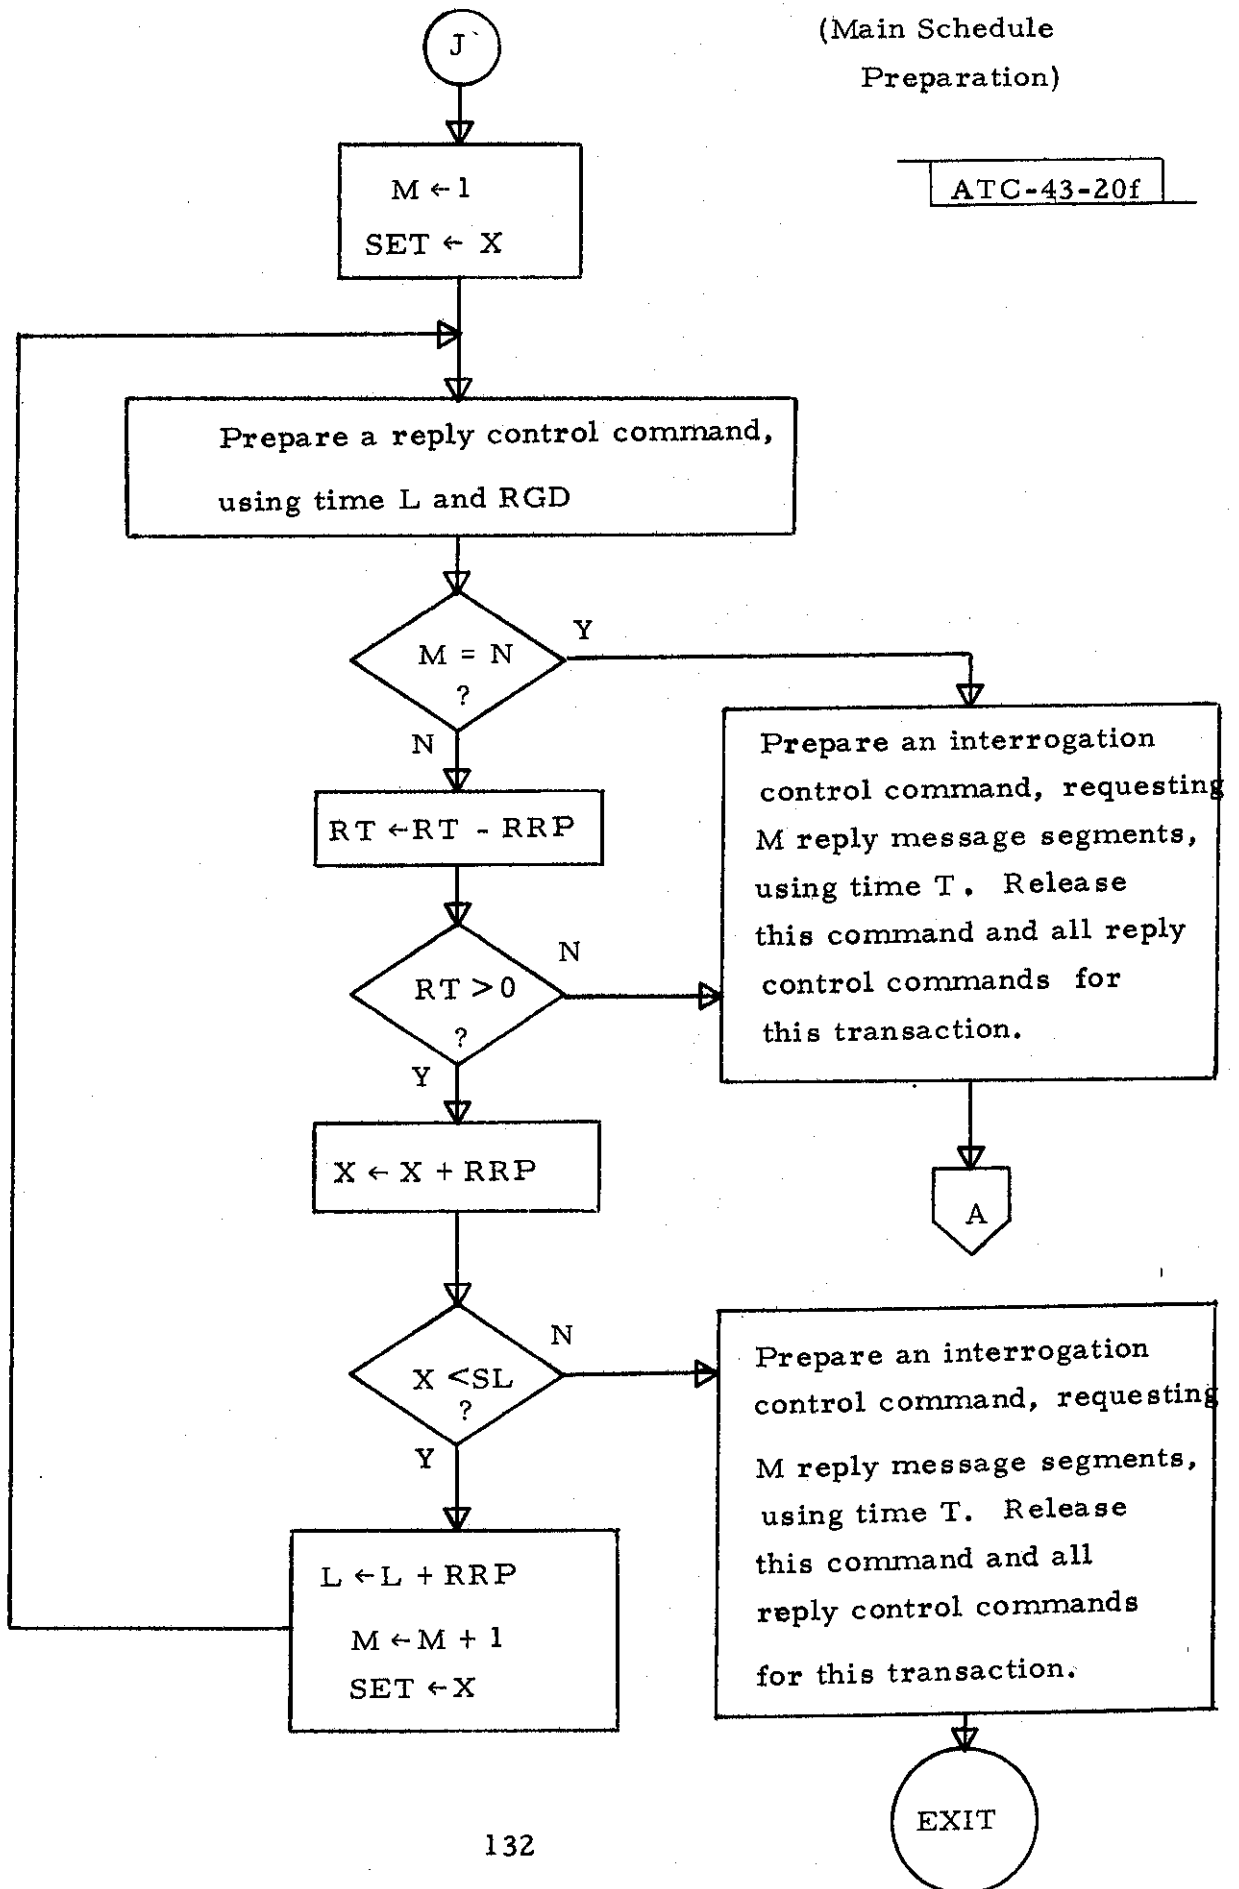 J
(Main Schedule
Preparation)
ATC-43-20f
M ← 1
SET ← X
Prepare a reply control command,
using time L and RGD
M = N
?
Y
N
Prepare an interrogation
control command, requesting
M reply message segments,
using time T. Release
this command and all reply
control commands for
this transaction.
RT ← RT - RRP
RT > 0
?
N
Y
X ← X + RRP
A
X < SL
?
N
Y
Prepare an interrogation
control command, requesting
M reply message segments,
using time T. Release
this command and all
reply control commands
for this transaction.
L ← L + RRP
M ← M + 1
SET ← X
EXIT
132